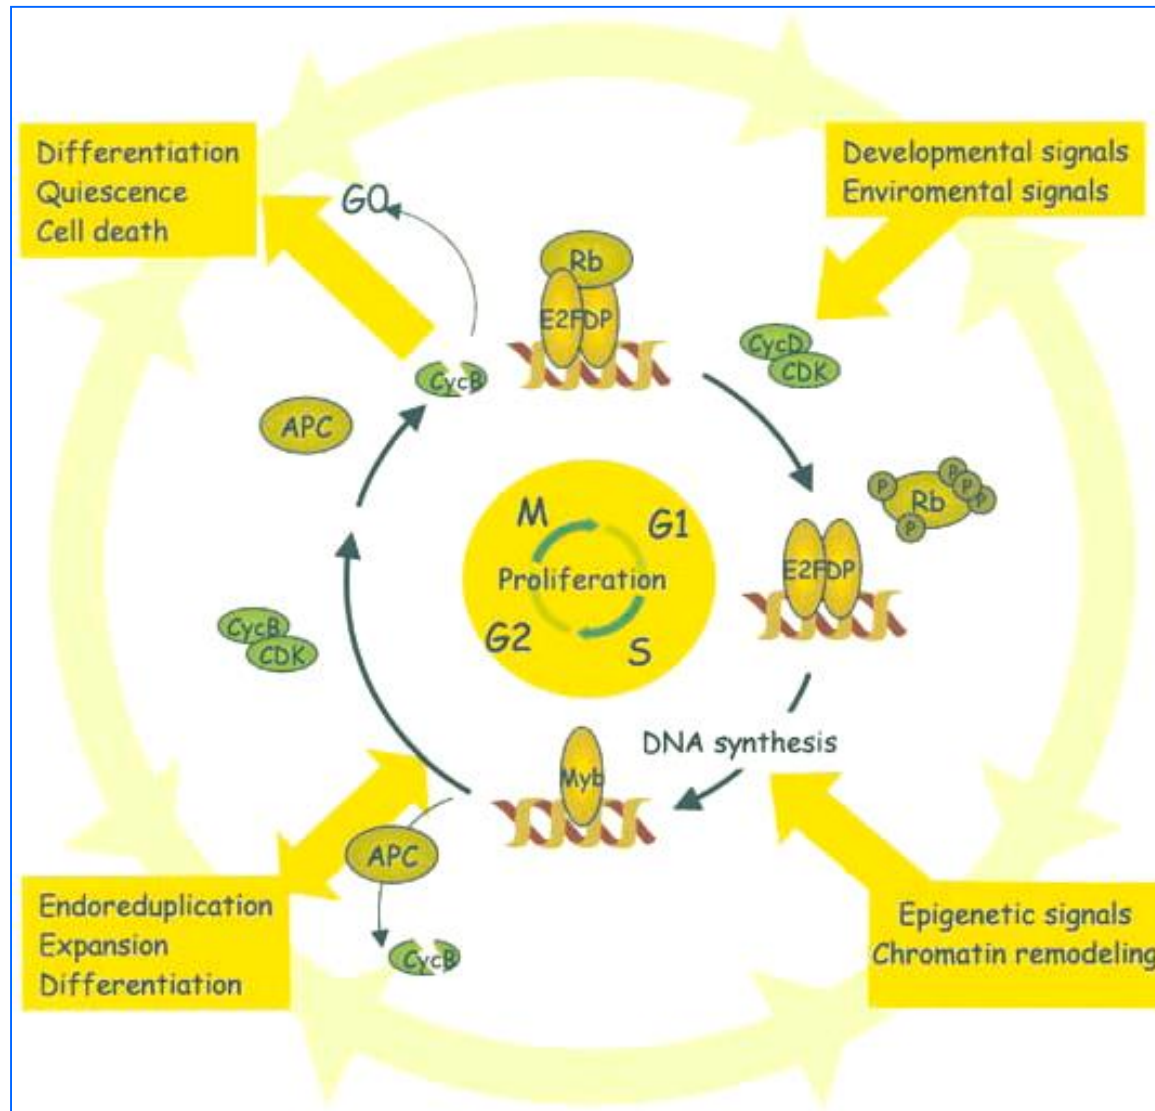 Differentiation
Quiescence
Cell death
Developmental signals
Enviromental signals
G0
Rb
E2F DP
CycD
CDK
CycB
APC
P
P
P
P
P
Rb
M
G1
Proliferation
G2
S
E2F DP
CycB
CDK
DNA synthesis
Myb
APC
CycB
Endoreduplication
Expansion
Differentiation
Epigenetic signals
Chromatin remodeling